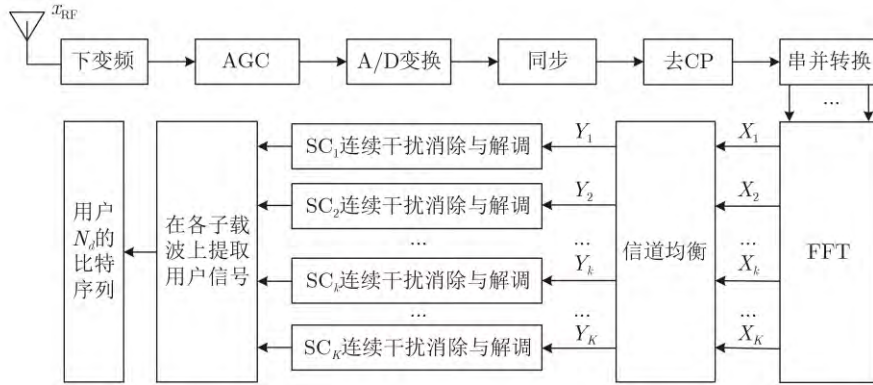 x_RF
下变频
AGC
A/D变换
同步
去CP
串并转换
...
用户
N_d的
比特
序列
在各子载
波上提取
用户信号
SC_1连续干扰消除与解调
SC_2连续干扰消除与解调
...
SC_k连续干扰消除与解调
...
SC_K连续干扰消除与解调
Y_1
Y_2
...
Y_k
...
Y_K
信道均衡
X_1
X_2
...
X_k
...
X_K
FFT